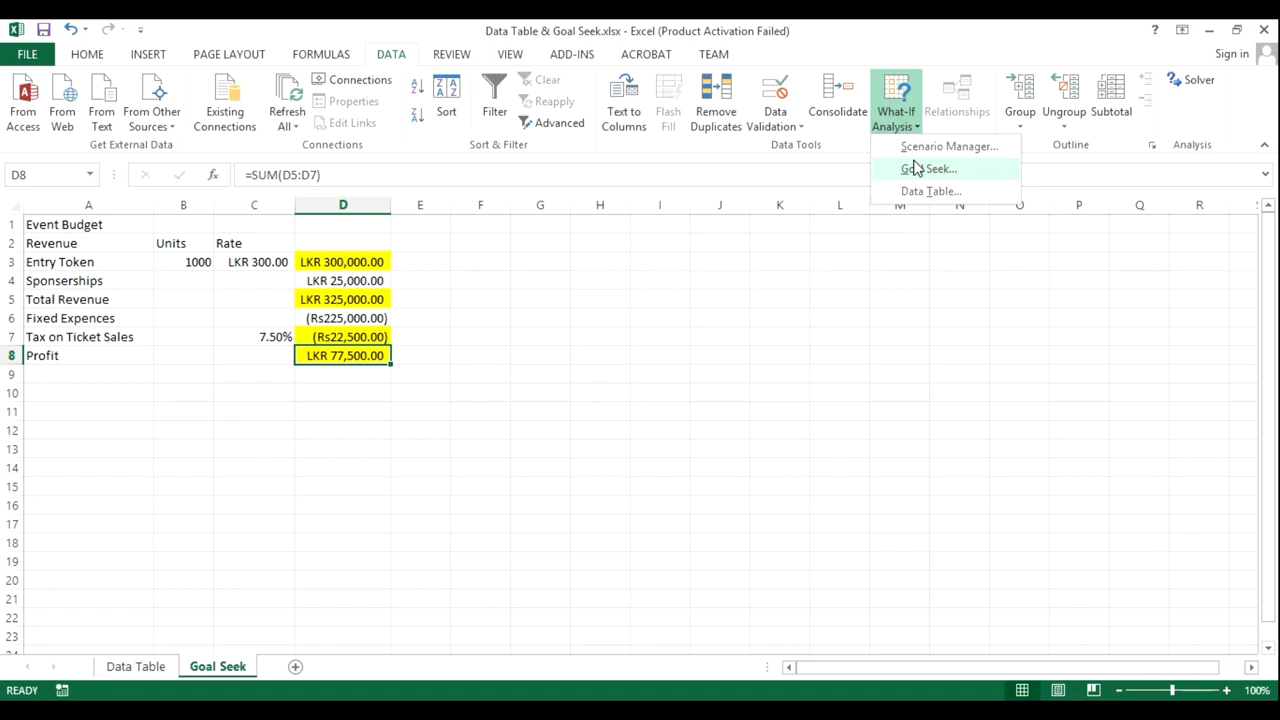 Data Table & Goal Seek.xlsx - Excel (Product Activation Failed)
FILE HOME INSERT PAGE LAYOUT FORMULAS DATA REVIEW VIEW ADD-INS ACROBAT TEAM Sign in
From Access
From Web
From Text
From Other Sources
Existing Connections
Get External Data
Refresh All
Connections
Properties
Edit Links
Connections
Sort
Filter
Clear
Reapply
Advanced
Sort & Filter
Text to Columns
Flash Fill
Remove Duplicates
Data Validation
Consolidate
What-If Analysis
Relationships
Data Tools
Group
Ungroup
Subtotal
Outline
Solver
Analysis
Scenario Manager...
Goal Seek...
Data Table...
D8 fx =SUM(D5:D7)
A B C D E F G H I J K L M N O P Q R
1 Event Budget
2 Revenue Units Rate
3 Entry Token 1000 LKR 300.00 LKR 300,000.00
4 Sponserships LKR 25,000.00
5 Total Revenue LKR 325,000.00
6 Fixed Expences (Rs225,000.00)
7 Tax on Ticket Sales 7.50% (Rs22,500.00)
8 Profit LKR 77,500.00
9
10
11
12
13
14
15
16
17
18
19
20
21
22
23
Data Table Goal Seek
READY 100%